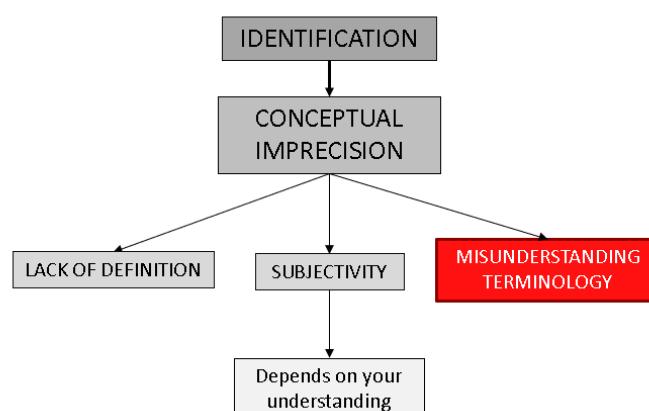 IDENTIFICATION
CONCEPTUAL
IMPRECISION
LACK OF DEFINITION
SUBJECTIVITY
MISUNDERSTANDING
TERMINOLOGY
Depends on your
understanding